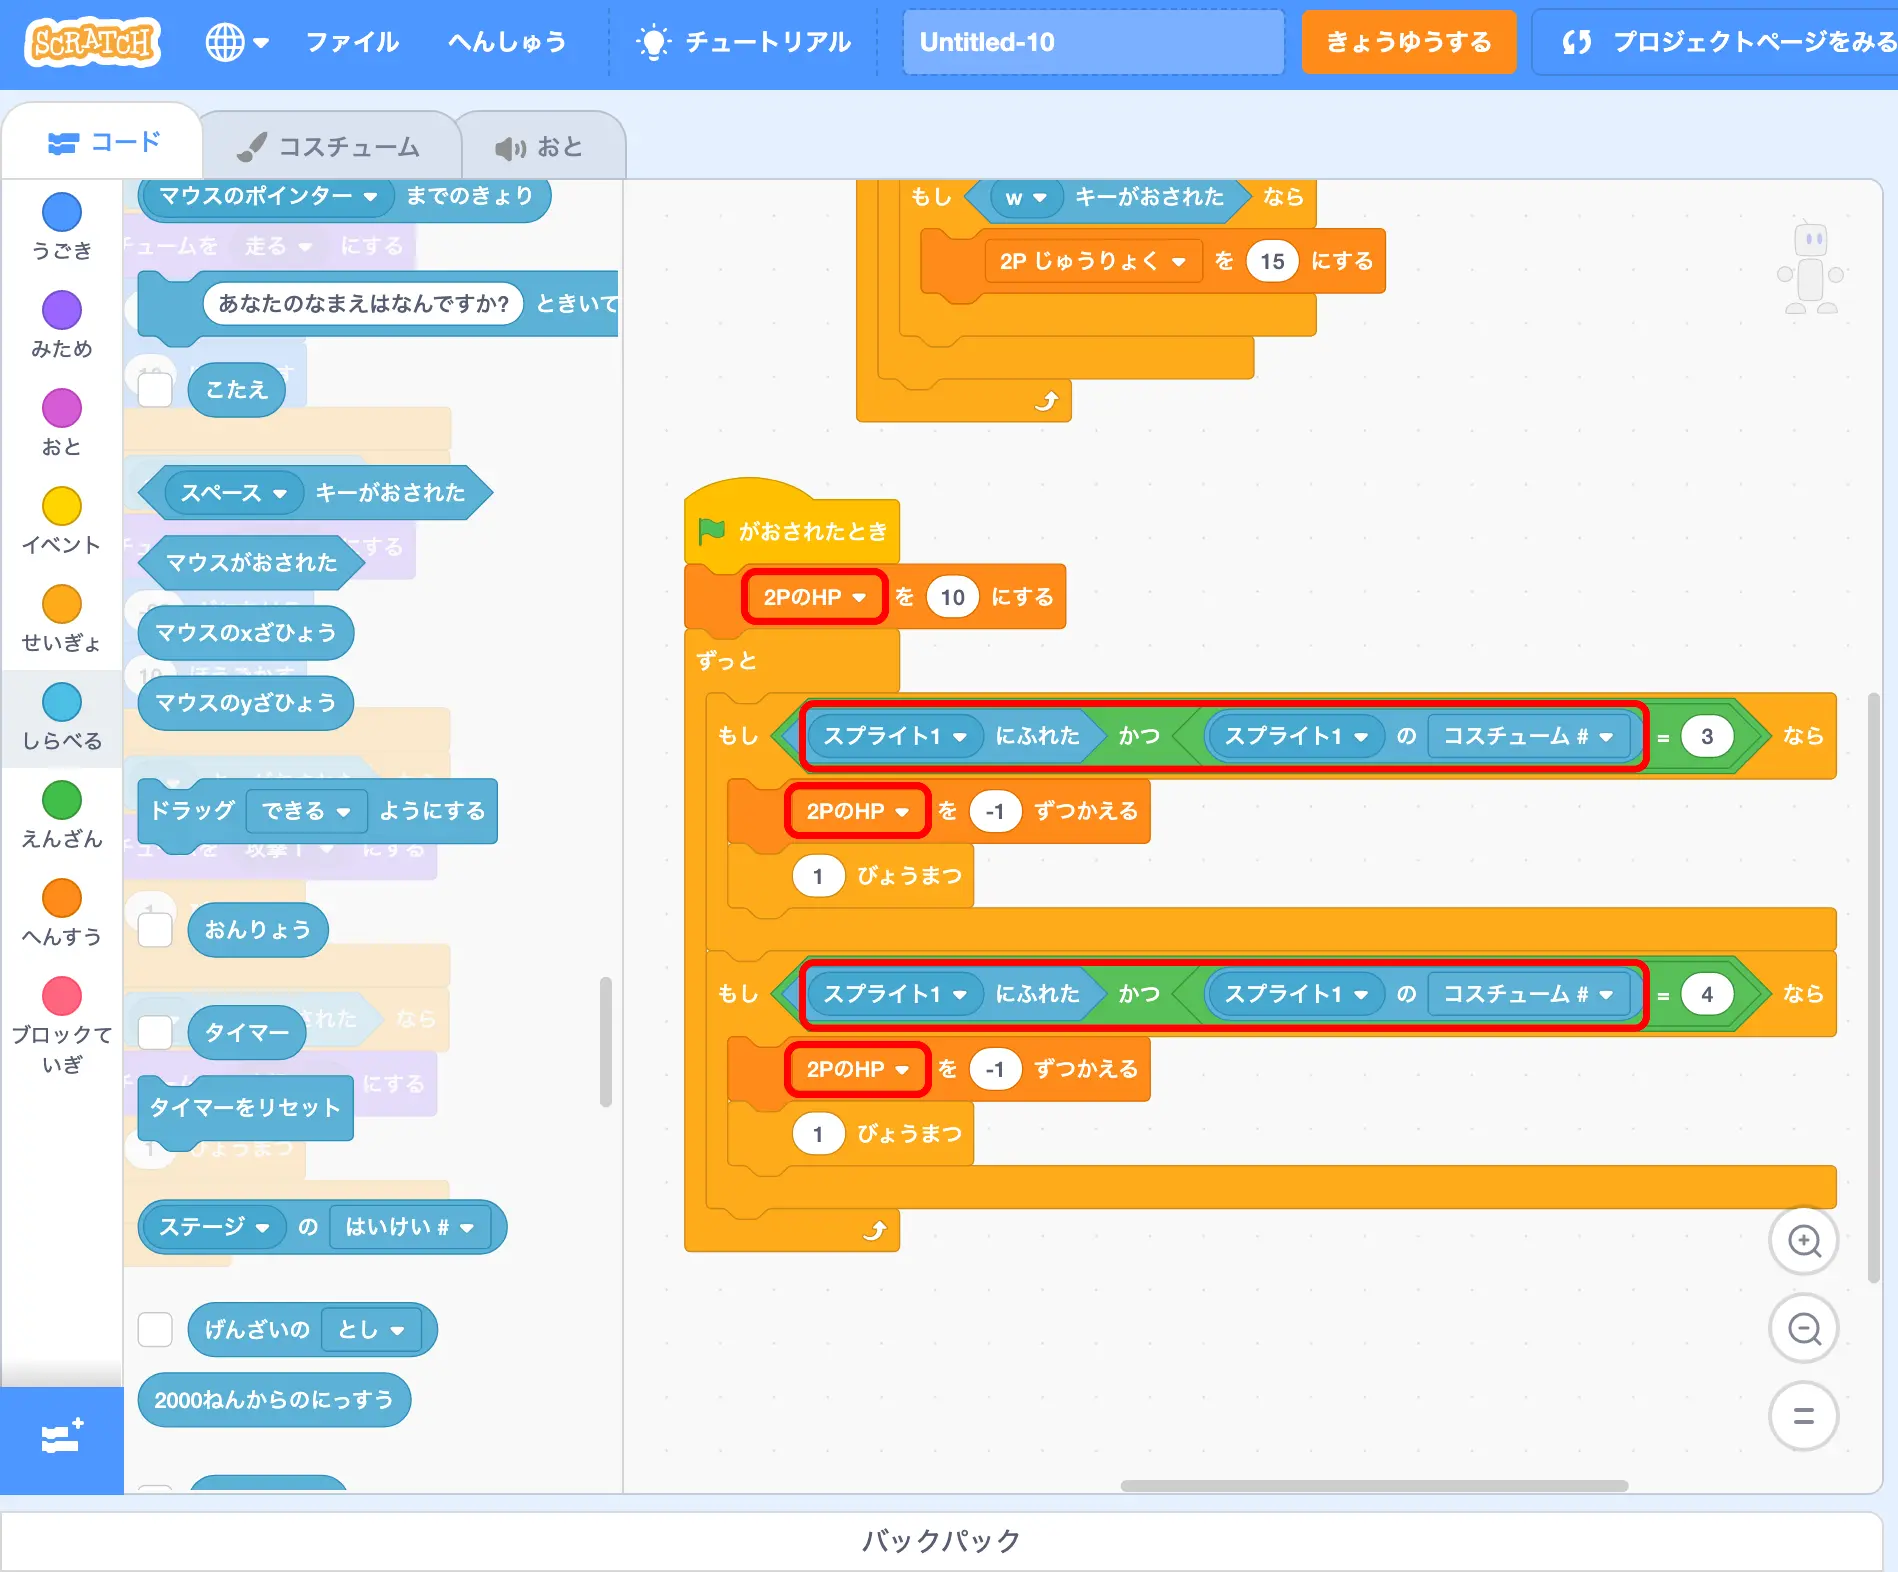 SCRATCH
ファイル
へんしゅう
チュートリアル
Untitled-10
きょうゆうする
プロジェクトページをみる
コード
コスチューム
おと
うごき
みため
おと
イベント
せいぎょ
しらべる
えんざん
へんすう
ブロックて
いぎ
マウスのポインター までのきょり
チュームを 走る にする
あなたのなまえはなんですか? ときいて
こたえ
スペース キーがおされた
マウスがおされた
マウスのxざひょう
マウスのyざひょう
ドラッグ できる ようにする
おんりょう
タイマー
タイマーをリセット
ステージ の はいけい #
げんざいの とし
2000ねんからのにっすう
もし w キーがおされた なら
2P じゅうりょく を 15 にする
がおされたとき
2PのHP を 10 にする
ずっと
もし スプライト1 にふれた かつ スプライト1 の コスチューム # = 3 なら
2PのHP を -1 ずつかえる
1 びょうまつ
もし スプライト1 にふれた かつ スプライト1 の コスチューム # = 4 なら
2PのHP を -1 ずつかえる
1 びょうまつ
バックパック